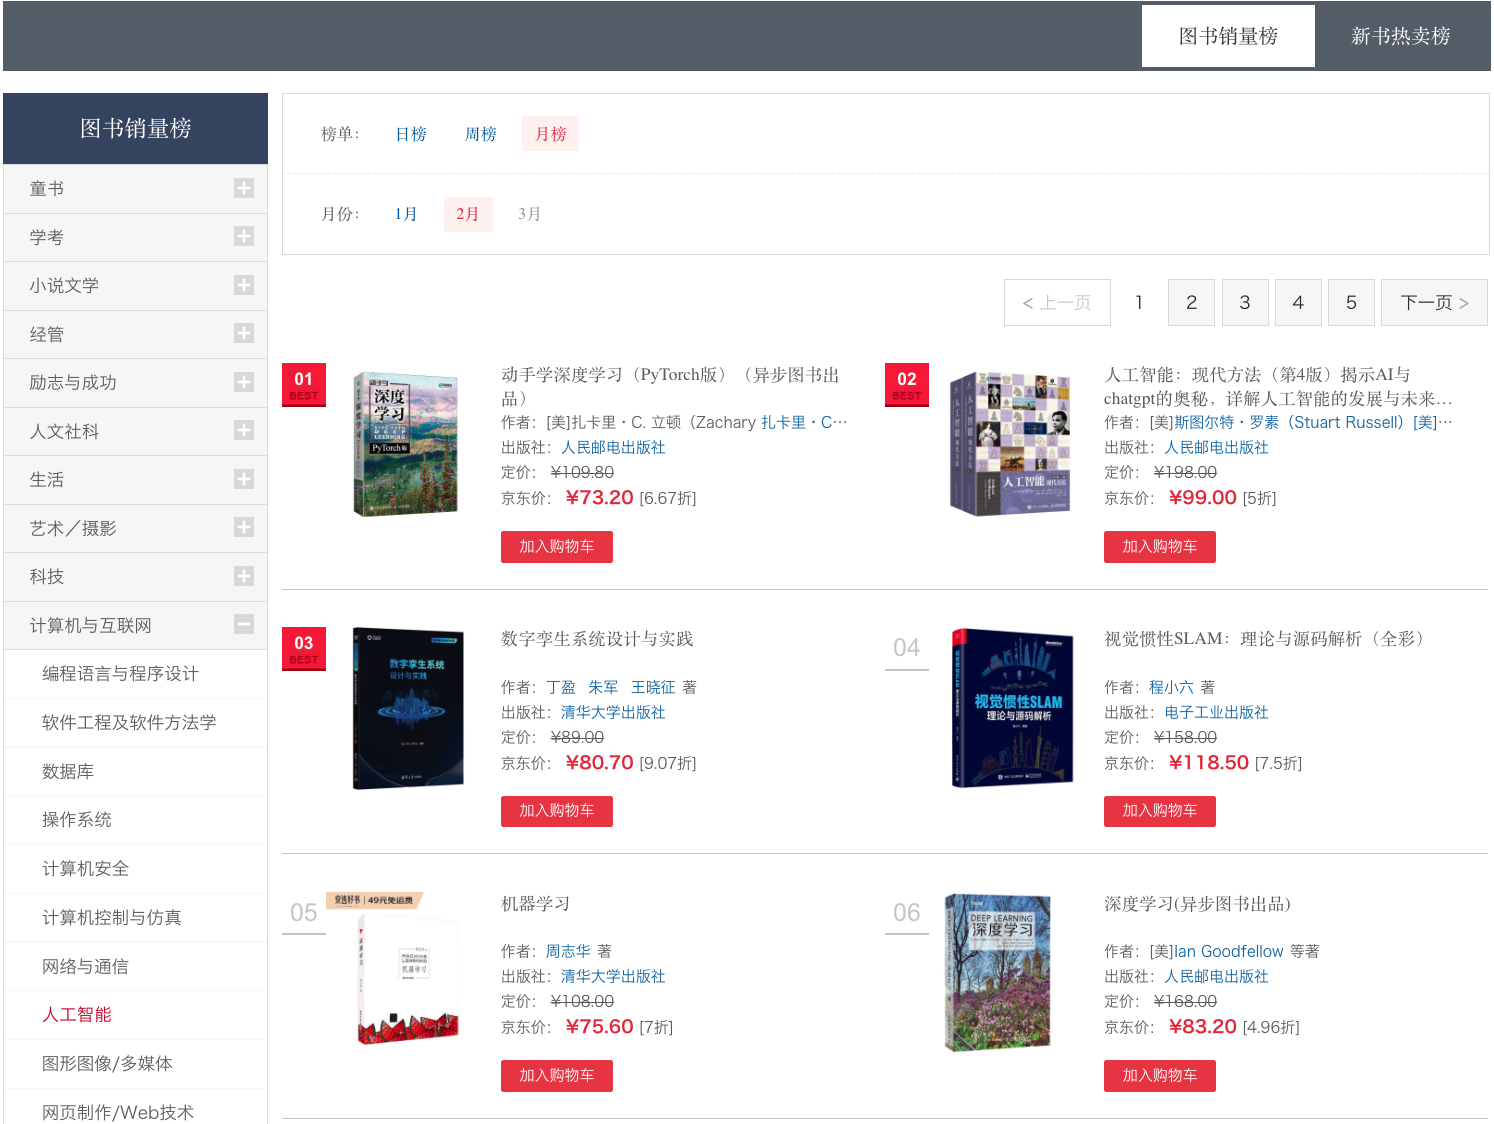 图书销量榜
新书热卖榜
图书销量榜
童书
学考
小说文学
经管
励志与成功
人文社科
生活
艺术／摄影
科技
计算机与互联网
编程语言与程序设计
软件工程及软件方法学
数据库
操作系统
计算机安全
计算机控制与仿真
网络与通信
人工智能
图形图像/多媒体
网页制作/Web技术
榜单： 日榜 周榜 月榜
月份： 1月 2月 3月
< 上一页 1 2 3 4 5 下一页 >
01
BEST
深度
学习
DEEP
LEARNING
PyTorch版
动手学深度学习（PyTorch版）（异步图书出
品）
作者：[美]扎卡里・C. 立顿（Zachary 扎卡里・C…
出版社：人民邮电出版社
定价： ¥109.80
京东价： ¥73.20 [6.67折]
加入购物车
02
BEST
人工智能 现代方法
人工智能：现代方法（第4版）揭示AI与
chatgpt的奥秘，详解人工智能的发展与未来…
作者：[美]斯图尔特・罗素（Stuart Russell）[美]…
出版社：人民邮电出版社
定价： ¥198.00
京东价： ¥99.00 [5折]
加入购物车
03
BEST
数字孪生系统
设计与实践
数字孪生系统设计与实践
作者：丁盈 朱军 王晓征 著
出版社：清华大学出版社
定价： ¥89.00
京东价： ¥80.70 [9.07折]
加入购物车
04
视觉惯性SLAM
理论与源码解析
视觉惯性SLAM：理论与源码解析（全彩）
作者：程小六 著
出版社：电子工业出版社
定价： ¥158.00
京东价： ¥118.50 [7.5折]
加入购物车
05
京选好书｜49元免运费
机器学习
机器学习
作者：周志华 著
出版社：清华大学出版社
定价： ¥108.00
京东价： ¥75.60 [7折]
加入购物车
06
DEEP LEARNING
深度学习
深度学习(异步图书出品)
作者：[美]Ian Goodfellow 等著
出版社：人民邮电出版社
定价： ¥168.00
京东价： ¥83.20 [4.96折]
加入购物车